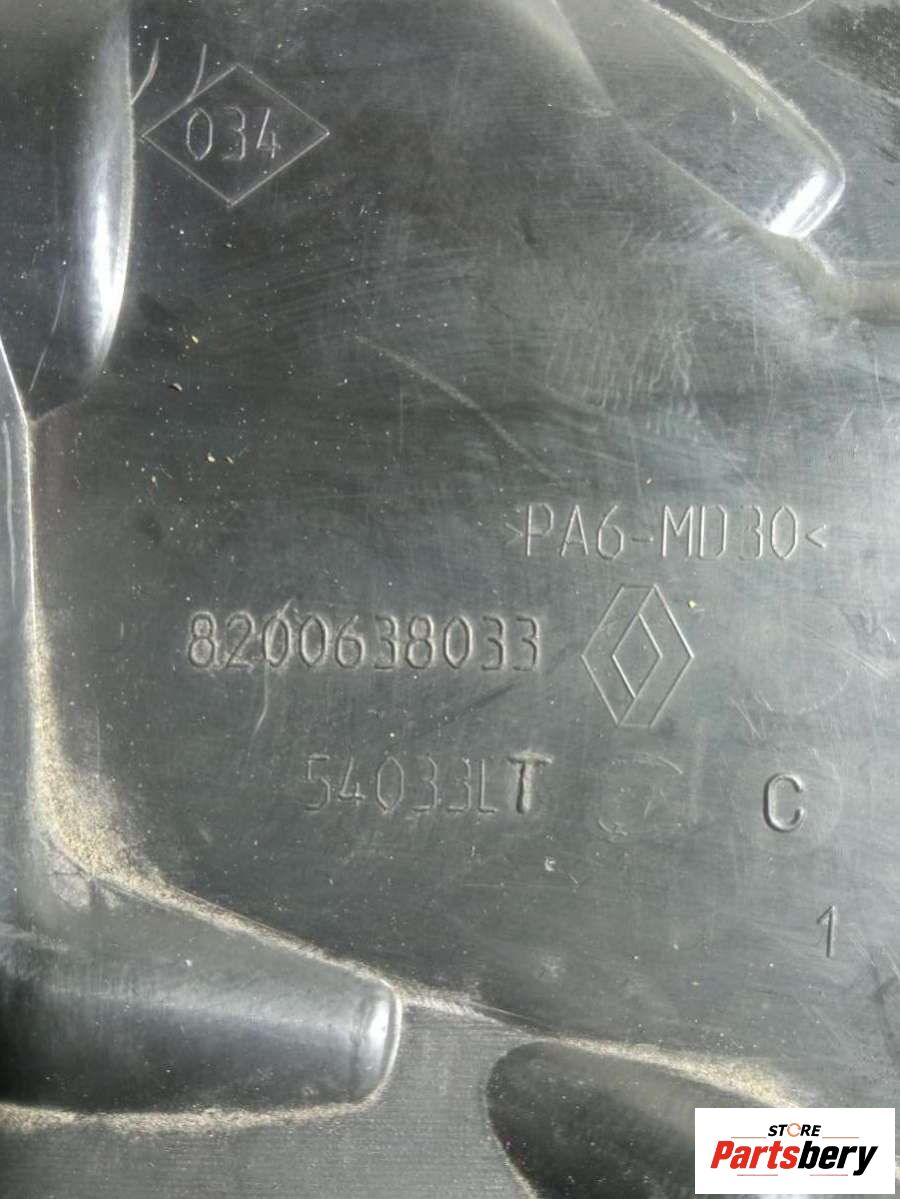 034
>PA6-MD30<
8200638033
54033LT
C
1
STORE
Partsbery